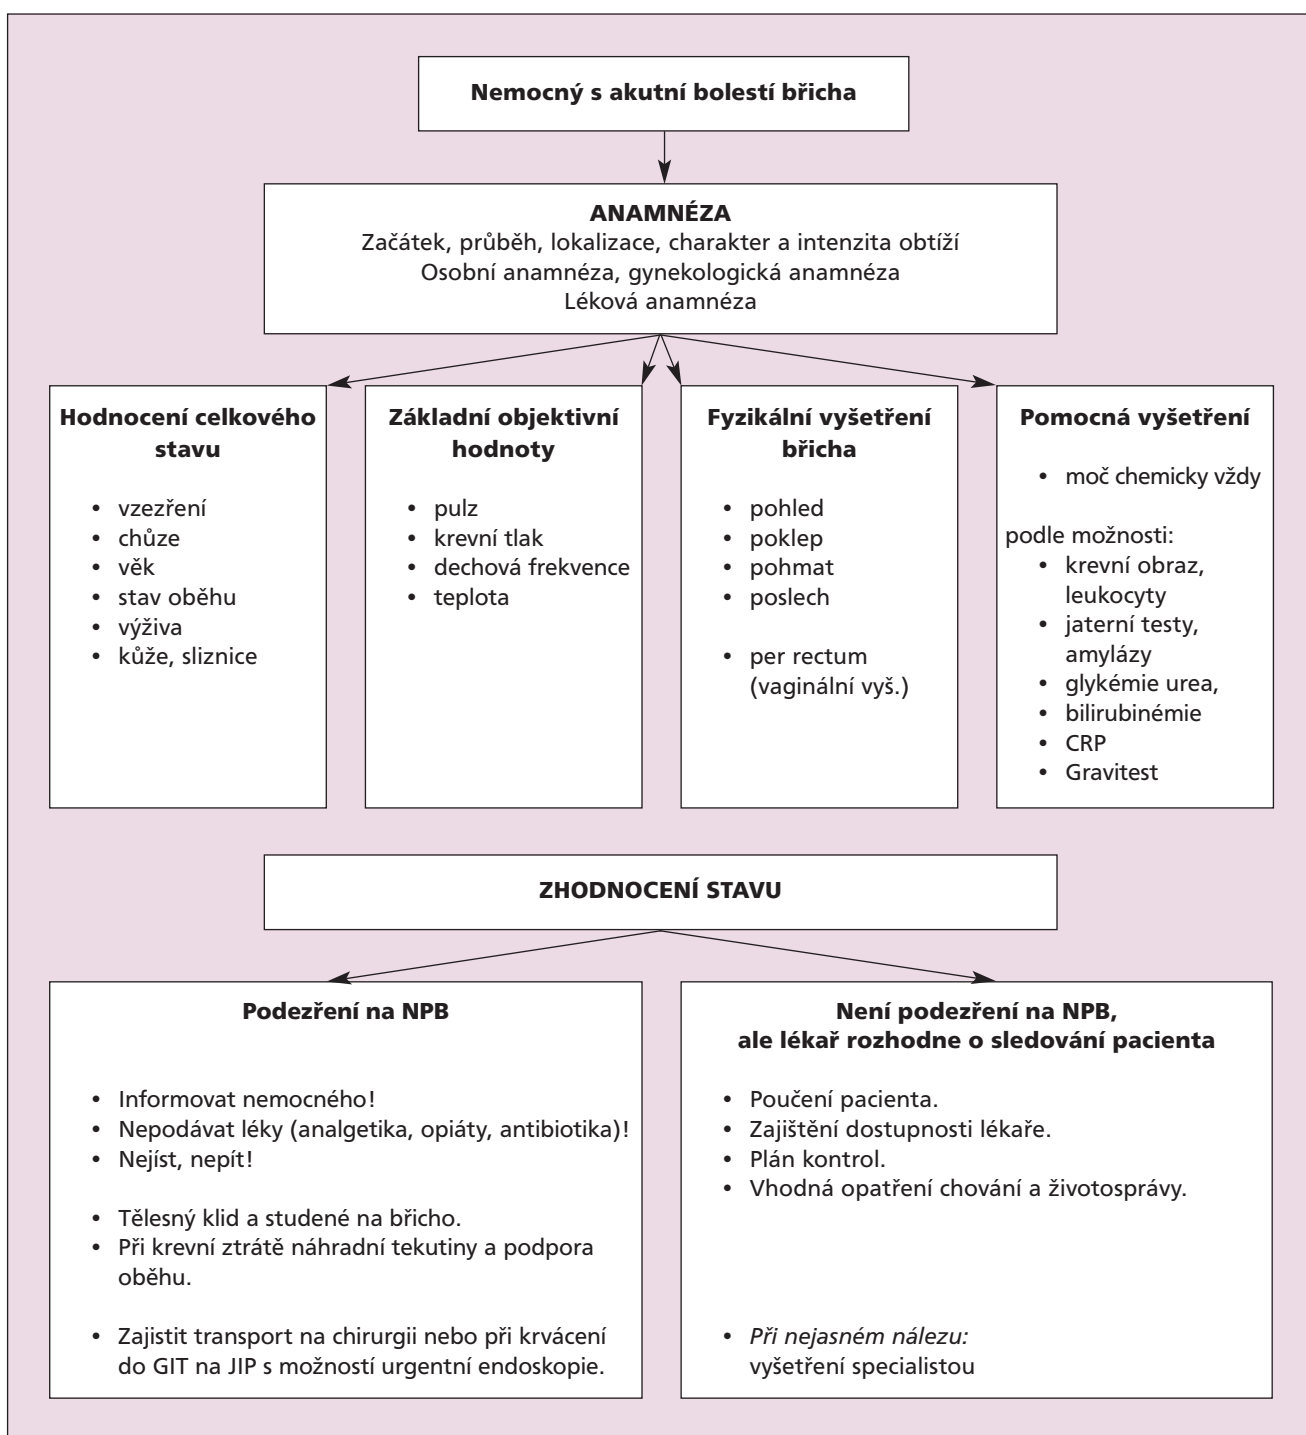 Nemocný s akutní bolestí břicha
ANAMNÉZA
Začátek, průběh, lokalizace, charakter a intenzita obtíží
Osobní anamnéza, gynekologická anamnéza
Léková anamnéza
Hodnocení celkového
stavu
• vzezření
• chůze
• věk
• stav oběhu
• výživa
• kůže, sliznice
Základní objektivní
hodnoty
• pulz
• krevní tlak
• dechová frekvence
• teplota
Fyzikální vyšetření
břicha
• pohled
• poklep
• pohmat
• poslech
• per rectum
(vaginální vyš.)
Pomocná vyšetření
• moč chemicky vždy
podle možnosti:
• krevní obraz,
leukocyty
• jaterní testy,
amylázy
• glykémie urea,
• bilirubinémie
• CRP
• Gravitest
ZHODNOCENÍ STAVU
Podezření na NPB
• Informovat nemocného!
• Nepodávat léky (analgetika, opiáty, antibiotika)!
• Nejíst, nepít!
• Tělesný klid a studené na břicho.
• Při krevní ztrátě náhradní tekutiny a podpora
oběhu.
• Zajistit transport na chirurgii nebo při krvácení
do GIT na JIP s možností urgentní endoskopie.
Není podezření na NPB,
ale lékař rozhodne o sledování pacienta
• Poučení pacienta.
• Zajištění dostupnosti lékaře.
• Plán kontrol.
• Vhodná opatření chování a životosprávy.
• Při nejasném nálezu:
vyšetření specialistou